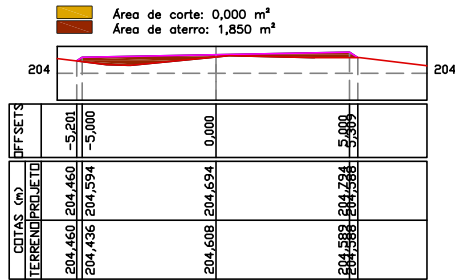 Área de corte: 0,000 m²
Área de aterro: 1,850 m²
204
204
OFFSETS
-5,201
-5,000
0,000
5,000
5,309
COTAS (m)
PROJETO
204,460
204,594
204,694
204,794
204,588
TERRENO
204,460
204,436
204,608
204,589
204,588